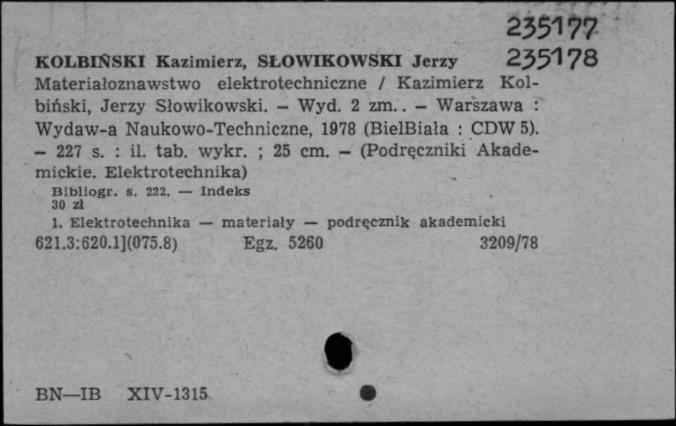 235177
KOLBIŃSKI Kazimierz, SŁOWIKOWSKI Jerzy 235178
Materiałoznawstwo elektrotechniczne / Kazimierz Kol-
biński, Jerzy Słowikowski. — Wyd. 2 zm.. — Warszawa :
Wydaw-a Naukowo-Techniczne, 1978 (BielBiała : CDW 5).
— 227 s. : il. tab. wykr. ; 25 cm. — (Podręczniki Akade-
mickie. Elektrotechnika)
Bibliogr. s. 222. — Indeks
30 zł
1. Elektrotechnika — materiały — podręcznik akademicki
621.3:620.1](075.8) Egz. 5260 3209/78
BN—IB XIV-1315